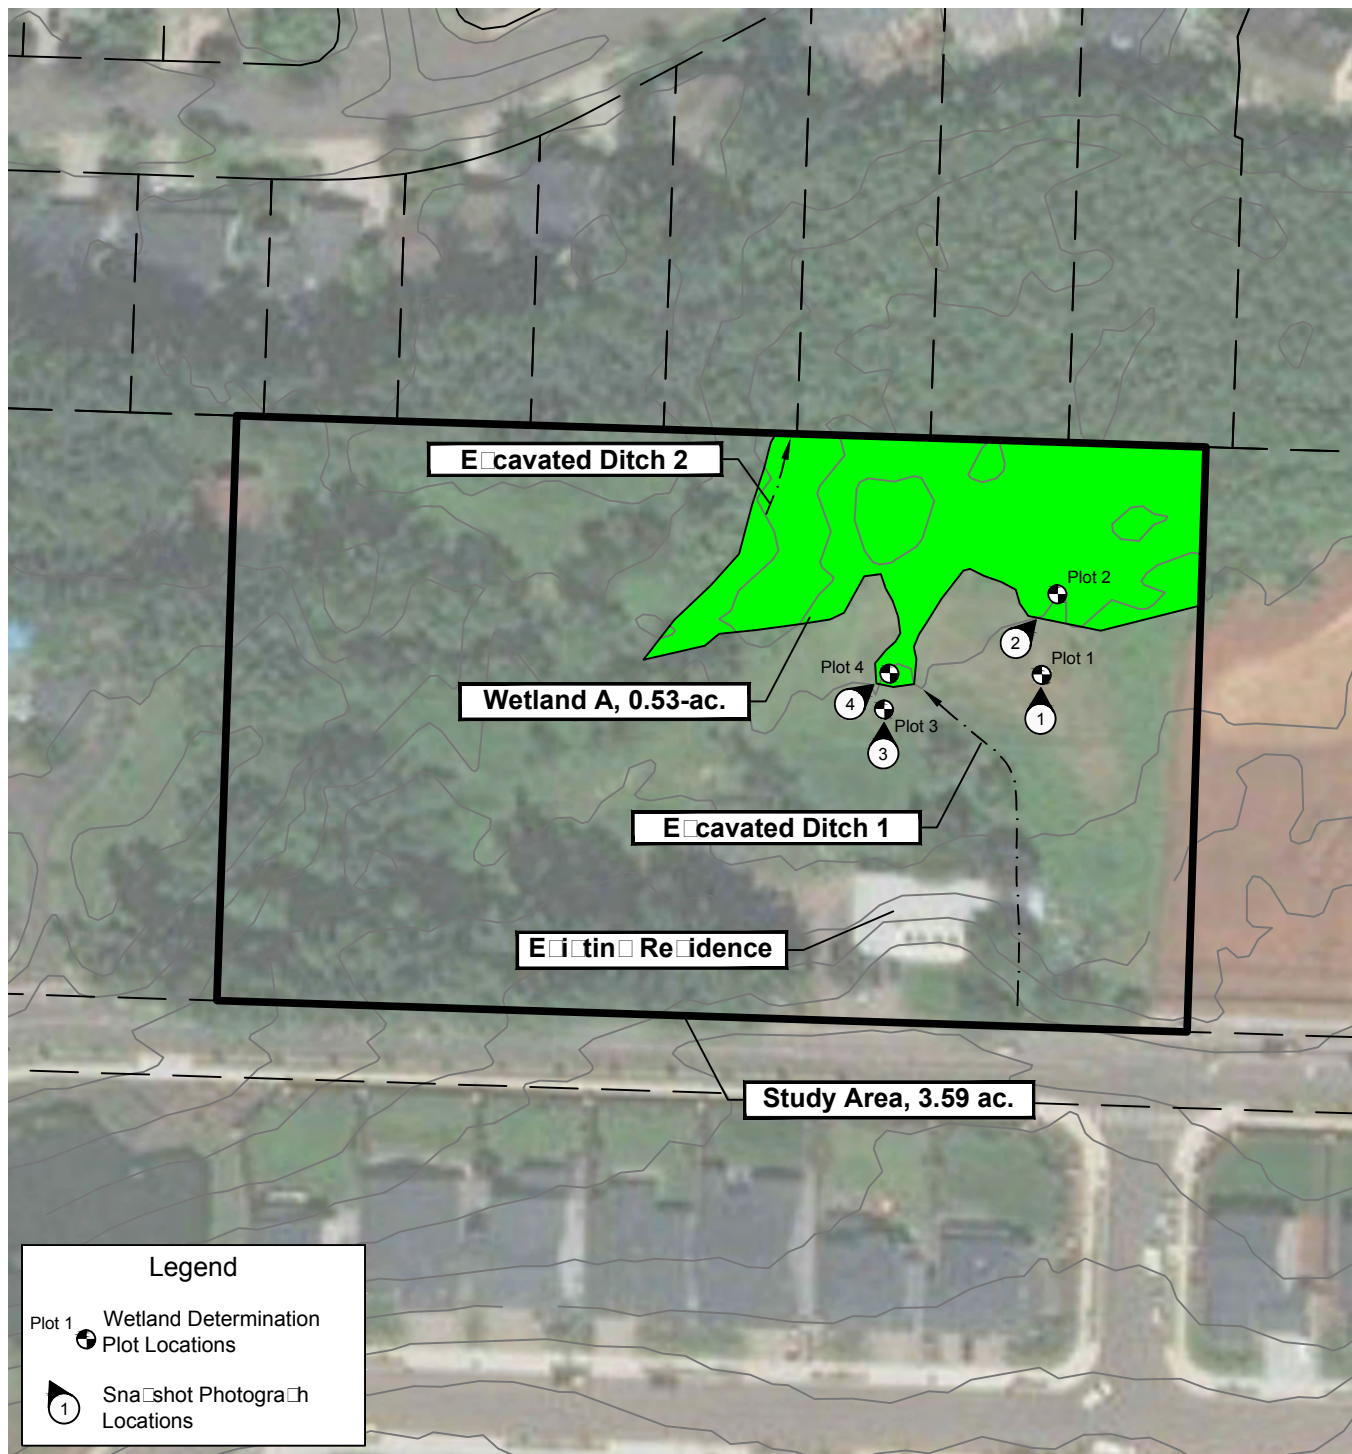 E□cavated Ditch 2
Plot 2
2
Plot 1
Plot 4
Wetland A, 0.53-ac.
4
1
Plot 3
3
E□cavated Ditch 1
E□i□tin□ Re□idence
Study Area, 3.59 ac.
Legend
Plot 1
Wetland Determination
Plot Locations
1
Sna□shot Photogra□h
Locations